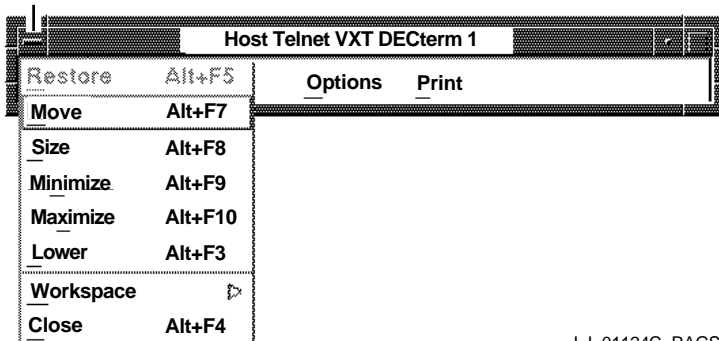 Host Telnet VXT DECterm 1
Restore Alt+F5
Options Print
Move Alt+F7
Size Alt+F8
Minimize Alt+F9
Maximize Alt+F10
Lower Alt+F3
Workspace
Close Alt+F4